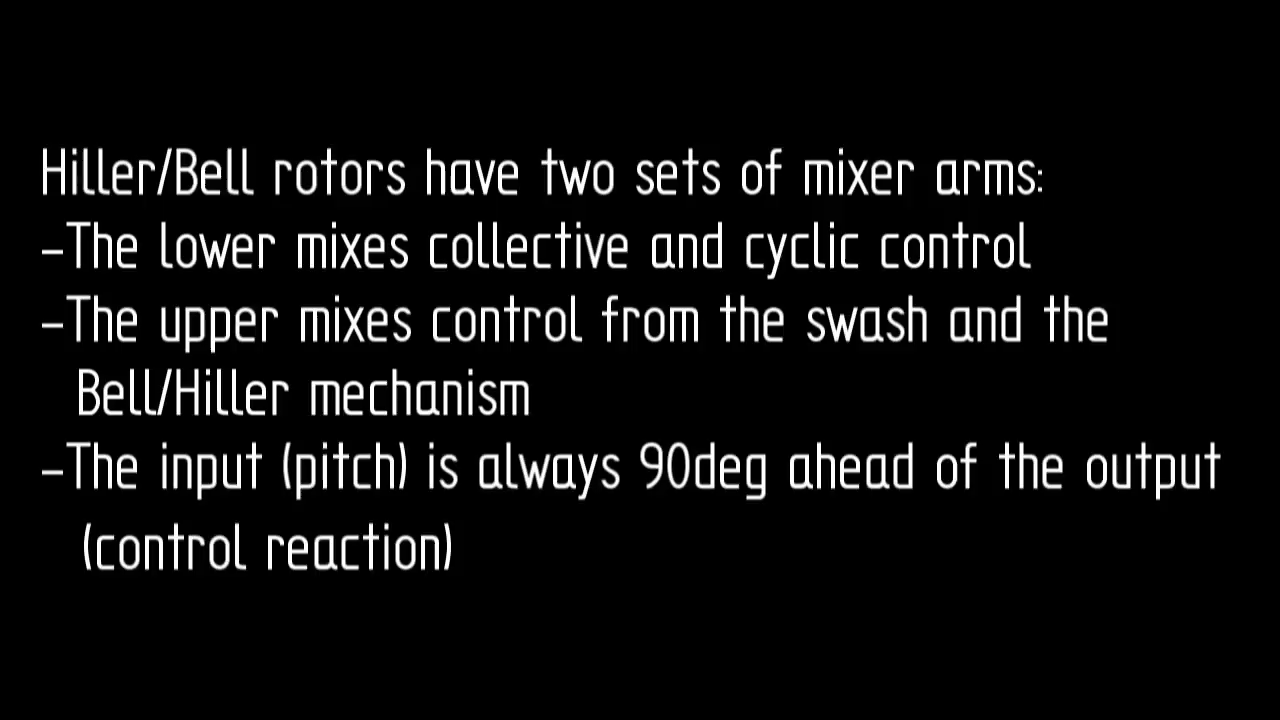 Hiller/Bell rotors have two sets of mixer arms:
-The lower mixes collective and cyclic control
-The upper mixes control from the swash and the
Bell/Hiller mechanism
-The input (pitch) is always 90deg ahead of the output
(control reaction)